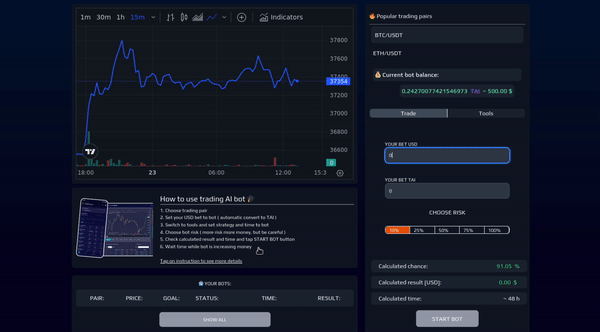 1m 30m 1h 15m Indicators
37800
37600
37400
37354
37200
37000
36800
36600
0
18:00 23 06:00 12:00 15:3
How to use trading AI bot
1. Choose trading pair
2. Set your USD bet to bot ( automatic convert to TAI )
3. Switch to tools and set strategy and time to bot
4. Choose bot risk ( more risk more money, but be careful )
5. Check calculated result and time and tap START BOT button
6. Wait time while bot is increasing money
Tap on instruction to see more details
YOUR BOTS:
PAIR: PRICE: GOAL: STATUS: TIME: RESULT:
SHOW ALL
Popular trading pairs
BTC/USDT
ETH/USDT
Current bot balance:
0.24270077421546973 TAI ~ 500.00 $
Trade Tools
YOUR BET USD
0
YOUR BET TAI
0
CHOOSE RISK
10% 25% 50% 75% 100%
Calculated chance: 91.05 %
Calculated result [USD]: 0.00 $
Calculated time: ~ 48 h
START BOT